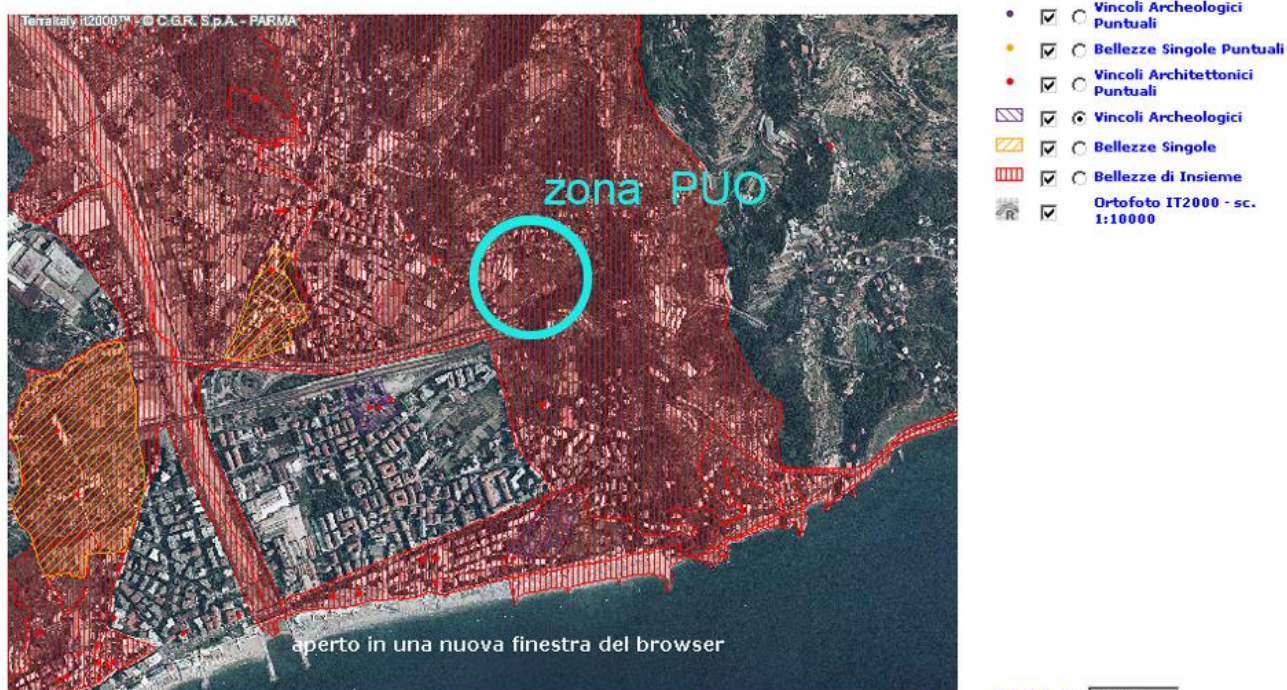 TerraItaly it2000™ - © C.G.R. S.p.A. - PARMA
zona PUO
aperto in una nuova finestra del browser
Vincoli Archeologici
Puntuali
Bellezze Singole Puntuali
Vincoli Architettonici
Puntuali
Vincoli Archeologici
Bellezze Singole
Bellezze di Insieme
Ortofoto IT2000 - sc.
1:10000